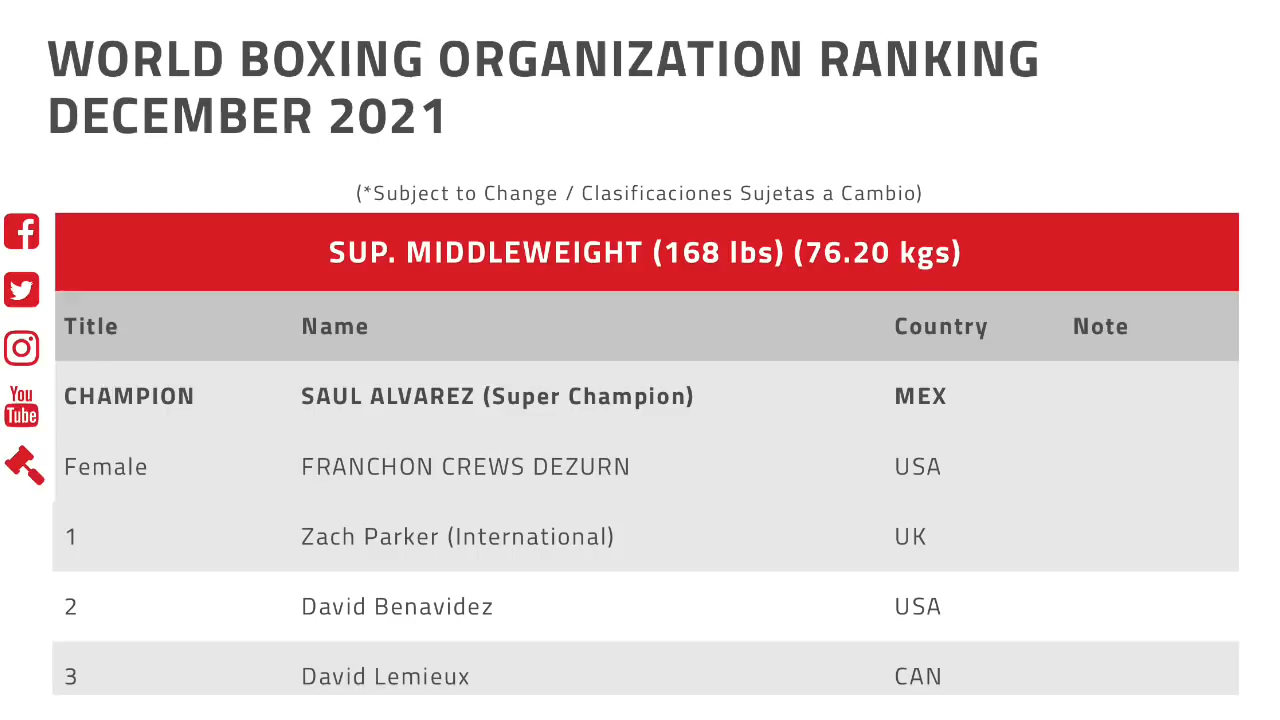 WORLD BOXING ORGANIZATION RANKING
DECEMBER 2021
(*Subject to Change / Clasificaciones Sujetas a Cambio)
SUP. MIDDLEWEIGHT (168 lbs) (76.20 kgs)
Title Name Country Note
CHAMPION SAUL ALVAREZ (Super Champion) MEX
You
Tube
Female FRANCHON CREWS DEZURN USA
1 Zach Parker (International) UK
2 David Benavidez USA
3 David Lemieux CAN